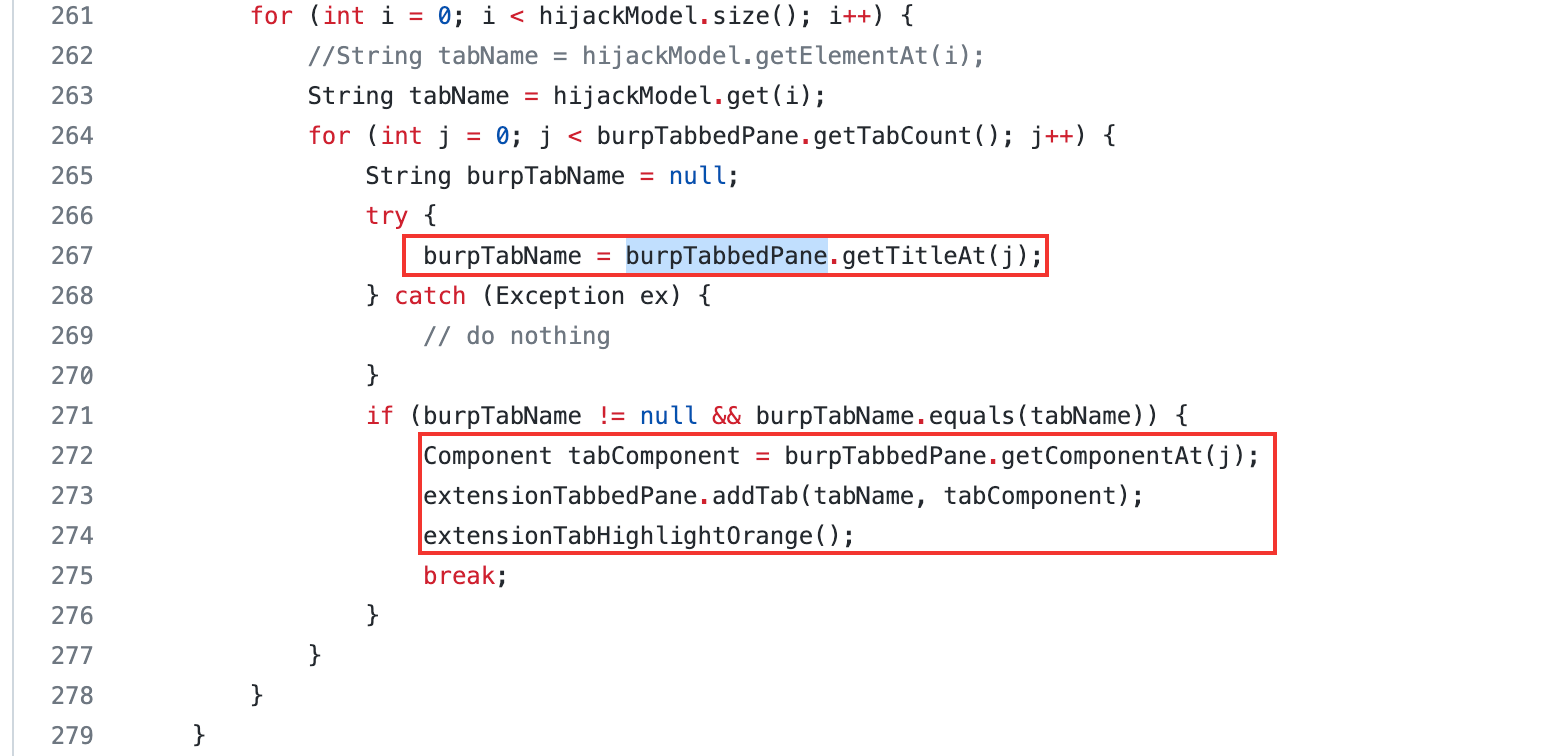 261 for (int i = 0; i < hijackModel.size(); i++) {
262 //String tabName = hijackModel.getElementAt(i);
263 String tabName = hijackModel.get(i);
264 for (int j = 0; j < burpTabbedPane.getTabCount(); j++) {
265 String burpTabName = null;
266 try {
267 burpTabName = burpTabbedPane.getTitleAt(j);
268 } catch (Exception ex) {
269 // do nothing
270 }
271 if (burpTabName != null && burpTabName.equals(tabName)) {
272 Component tabComponent = burpTabbedPane.getComponentAt(j);
273 extensionTabbedPane.addTab(tabName, tabComponent);
274 extensionTabHighlightOrange();
275 break;
276 }
277 }
278 }
279 }